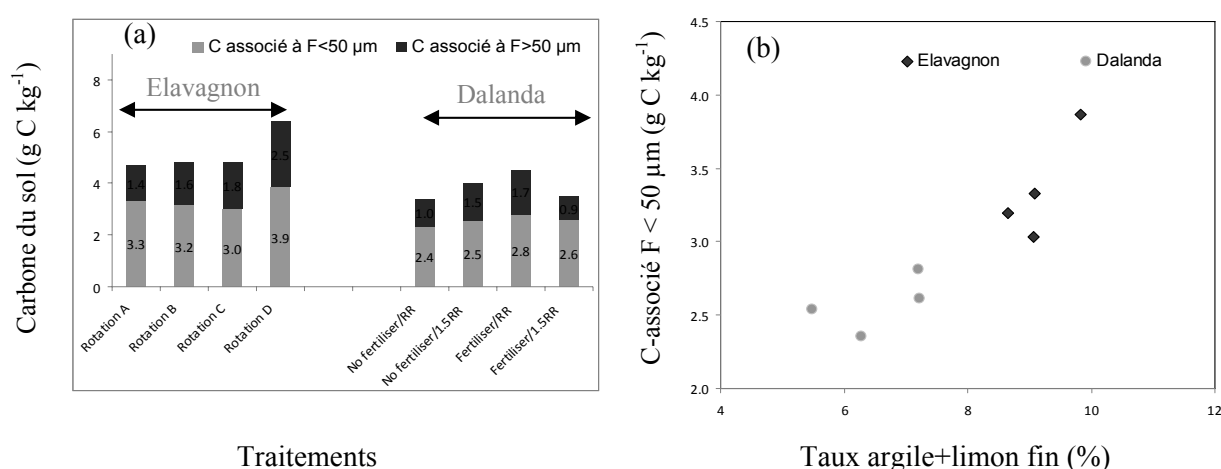 (a)
C associé à F<50 µm
C associé à F>50 µm
Elavagnon
Dalanda
Carbone du sol (g C kg-1)
8
6
4
2
0
1.4
1.6
1.8
2.5
3.3
3.2
3.0
3.9
1.0
1.5
1.7
0.9
2.4
2.5
2.8
2.6
Rotation A
Rotation B
Rotation C
Rotation D
No fertiliser/RR
No fertiliser/1.5RR
Fertiliser/RR
Fertiliser/1.5RR
Traitements
(b)
Elavagnon
Dalanda
C-associé F < 50 µm (g C kg-1)
4.5
4.0
3.5
3.0
2.5
2.0
4
6
8
10
12
Taux argile+limon fin (%)